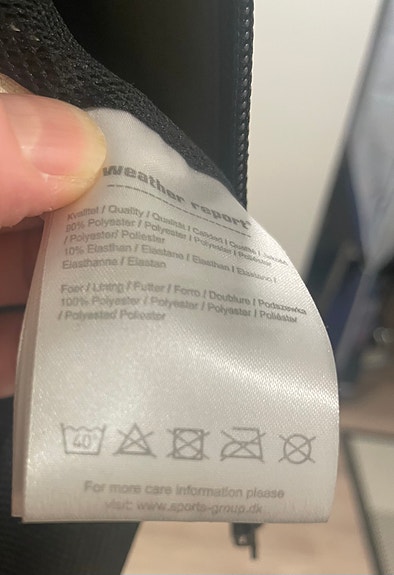 weather report
Kvalitet / Quality / Qualität / Calidad / Qualité / Jakość
90% Polyester / Polyester / Polyester / Poliéster
/ Polyester/ Poliester
10% Elasthan / Elastane / Elasthan / Elastano /
Elasthanne / Elastan
Foer / Lining / Futter / Forro / Doublure / Podszewka
100% Polyester / Polyester / Polyester / Poliéster
/ Polyested Poliester
40°
For more care information please
visit: www.sports-group.dk